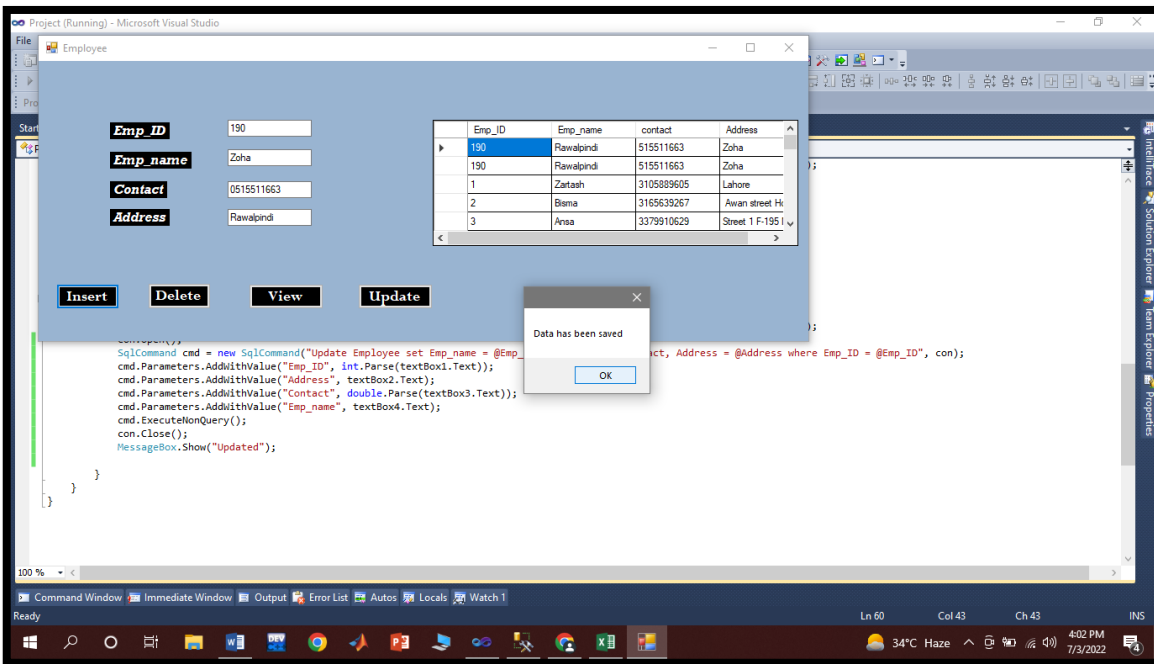 Project (Running) - Microsoft Visual Studio
File
Employee
Pro
Start
Emp_ID
190
Emp_name
Zoha
Contact
0515511663
Address
Rawalpindi
Emp_ID Emp_name contact Address
190 Rawalpindi 515511663 Zoha
190 Rawalpindi 515511663 Zoha
1 Zartash 3105889605 Lahore
2 Bisma 3165639267 Awan street Ho
3 Ansa 3379910629 Street 1 F-195
Insert Delete View Update
Data has been saved
OK
);
);
con.Open();
SqlCommand cmd = new SqlCommand("Update Employee set Emp_name = @Emp_ act, Address = @Address where Emp_ID = @Emp_ID", con);
cmd.Parameters.AddWithValue("Emp_ID", int.Parse(textBox1.Text));
cmd.Parameters.AddWithValue("Address", textBox2.Text);
cmd.Parameters.AddWithValue("Contact", double.Parse(textBox3.Text));
cmd.Parameters.AddWithValue("Emp_name", textBox4.Text);
cmd.ExecuteNonQuery();
con.Close();
MessageBox.Show("Updated");
}
}
}
IntelliTrace
Solution Explorer
Team Explorer
Properties
100 %
Command Window Immediate Window Output Error List Autos Locals Watch 1
Ready Ln 60 Col 43 Ch 43 INS
34°C Haze
4:02 PM
7/3/2022